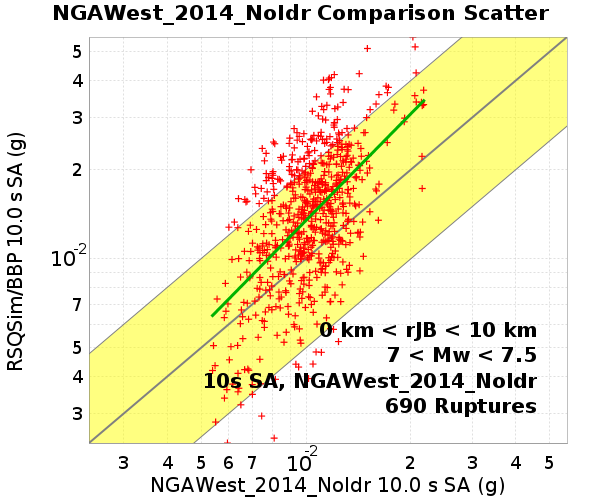 NGAWest_2014_NoIdr Comparison Scatter
RSQSim/BBP 10.0 s SA (g)
5
4
3
2
10-2
7
5
4
3
0 km < rJB < 10 km
7 < Mw < 7.5
10s SA, NGAWest_2014_NoIdr
690 Ruptures
3 4 5 6 7 10-2 2 3 4 5
NGAWest_2014_NoIdr 10.0 s SA (g)